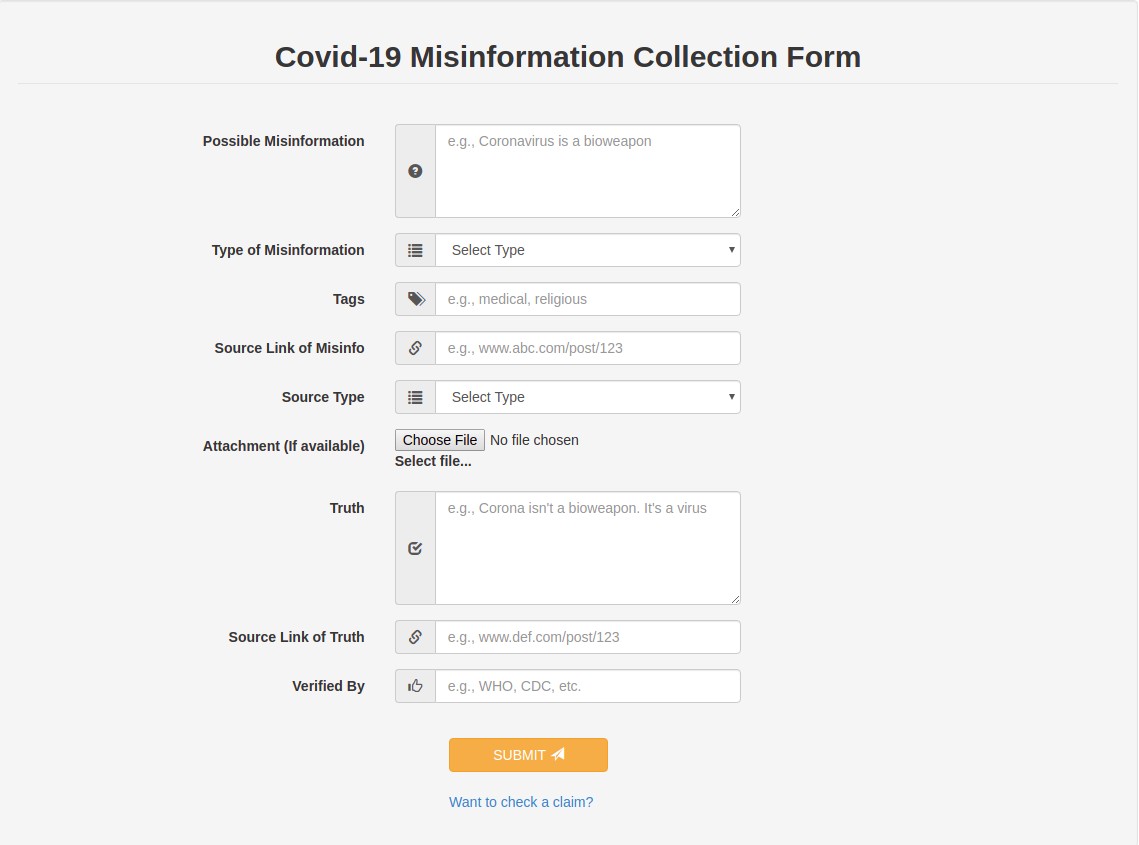 Covid-19 Misinformation Collection Form
Possible Misinformation
e.g., Coronavirus is a bioweapon
Type of Misinformation
Select Type
Tags
e.g., medical, religious
Source Link of Misinfo
e.g., www.abc.com/post/123
Source Type
Select Type
Attachment (If available)
Choose File No file chosen
Select file...
Truth
e.g., Corona isn't a bioweapon. It's a virus
Source Link of Truth
e.g., www.def.com/post/123
Verified By
e.g., WHO, CDC, etc.
SUBMIT
Want to check a claim?